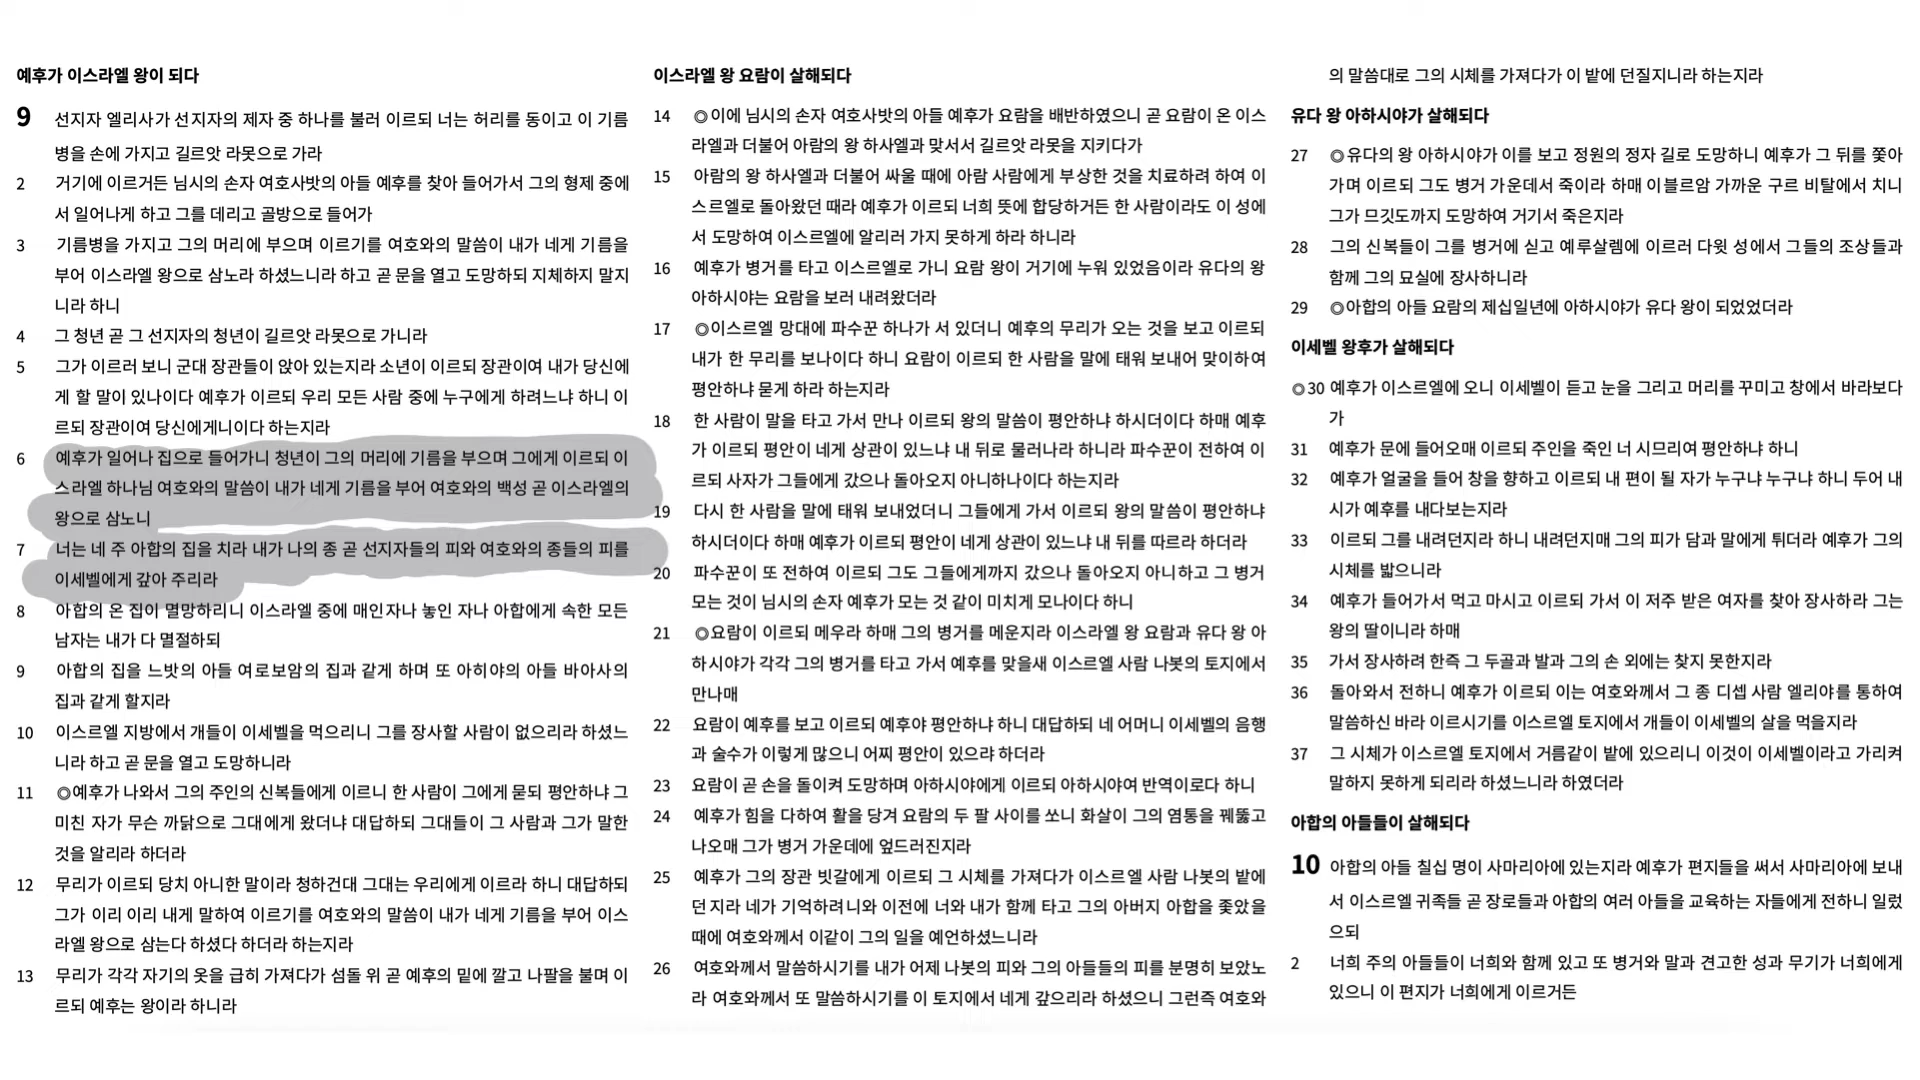 예후가 이스라엘 왕이 되다
9 선지자 엘리사가 선지자의 제자 중 하나를 불러 이르되 너는 허리를 동이고 이 기름
병을 손에 가지고 길르앗 라못으로 가라
2 거기에 이르거든 님시의 손자 여호사밧의 아들 예후를 찾아 들어가서 그의 형제 중에
서 일어나게 하고 그를 데리고 골방으로 들어가
3 기름병을 가지고 그의 머리에 부으며 이르기를 여호와의 말씀이 내가 네게 기름을
부어 이스라엘 왕으로 삼노라 하셨느니라 하고 곧 문을 열고 도망하되 지체하지 말지
니라 하니
4 그 청년 곧 그 선지자의 청년이 길르앗 라못으로 가니라
5 그가 이르러 보니 군대 장관들이 앉아 있는지라 소년이 이르되 장관이여 내가 당신에
게 할 말이 있나이다 예후가 이르되 우리 모든 사람 중에 누구에게 하려느냐 하니 이
르되 장관이여 당신에게니이다 하는지라
6 예후가 일어나 집으로 들어가니 청년이 그의 머리에 기름을 부으며 그에게 이르되 이
스라엘 하나님 여호와의 말씀이 내가 네게 기름을 부어 여호와의 백성 곧 이스라엘의
왕으로 삼노니
7 너는 네 주 아합의 집을 치라 내가 나의 종 곧 선지자들의 피와 여호와의 종들의 피를
이세벨에게 갚아 주리라
8 아합의 온 집이 멸망하리니 이스라엘 중에 매인자나 놓인 자나 아합에게 속한 모든
남자는 내가 다 멸절하되
9 아합의 집을 느밧의 아들 여로보암의 집과 같게 하며 또 아히야의 아들 바아사의
집과 같게 할지라
10 이스르엘 지방에서 개들이 이세벨을 먹으리니 그를 장사할 사람이 없으리라 하셨느
니라 하고 곧 문을 열고 도망하니라
11 ◎예후가 나와서 그의 주인의 신복들에게 이르니 한 사람이 그에게 묻되 평안하냐 그
미친 자가 무슨 까닭으로 그대에게 왔더냐 대답하되 그대들이 그 사람과 그가 말한
것을 알리라 하더라
12 무리가 이르되 당치 아니한 말이라 청하건대 그대는 우리에게 이르라 하니 대답하되
그가 이리 이리 내게 말하여 이르기를 여호와의 말씀이 내가 네게 기름을 부어 이스
라엘 왕으로 삼는다 하셨다 하더라 하는지라
13 무리가 각각 자기의 옷을 급히 가져다가 섬돌 위 곧 예후의 밑에 깔고 나팔을 불며 이
르되 예후는 왕이라 하니라
이스라엘 왕 요람이 살해되다
14 ◎이에 님시의 손자 여호사밧의 아들 예후가 요람을 배반하였으니 곧 요람이 온 이스
라엘과 더불어 아람의 왕 하사엘과 맞서서 길르앗 라못을 지키다가
15 아람의 왕 하사엘과 더불어 싸울 때에 아람 사람에게 부상한 것을 치료하려 하여 이
스르엘로 돌아왔던 때라 예후가 이르되 너희 뜻에 합당하거든 한 사람이라도 이 성에
서 도망하여 이스르엘에 알리러 가지 못하게 하라 하니라
16 예후가 병거를 타고 이스르엘로 가니 요람 왕이 거기에 누워 있었음이라 유다의 왕
아하시야는 요람을 보러 내려왔더라
17 ◎이스르엘 망대에 파수꾼 하나가 서 있더니 예후의 무리가 오는 것을 보고 이르되
내가 한 무리를 보나이다 하니 요람이 이르되 한 사람을 말에 태워 보내어 맞이하여
평안하냐 묻게 하라 하는지라
18 한 사람이 말을 타고 가서 만나 이르되 왕의 말씀이 평안하냐 하시더이다 하매 예후
가 이르되 평안이 네게 상관이 있느냐 내 뒤로 물러나라 하니라 파수꾼이 전하여 이
르되 사자가 그들에게 갔으나 돌아오지 아니하나이다 하는지라
19 다시 한 사람을 말에 태워 보내었더니 그들에게 가서 이르되 왕의 말씀이 평안하냐
하시더이다 하매 예후가 이르되 평안이 네게 상관이 있느냐 내 뒤를 따르라 하더라
20 파수꾼이 또 전하여 이르되 그도 그들에게까지 갔으나 돌아오지 아니하고 그 병거
모는 것이 님시의 손자 예후가 모는 것 같이 미치게 모나이다 하니
21 ◎요람이 이르되 메우라 하매 그의 병거를 메운지라 이스라엘 왕 요람과 유다 왕 아
하시야가 각각 그의 병거를 타고 가서 예후를 맞을새 이스르엘 사람 나봇의 토지에서
만나매
22 요람이 예후를 보고 이르되 예후야 평안하냐 하니 대답하되 네 어머니 이세벨의 음행
과 술수가 이렇게 많으니 어찌 평안이 있으랴 하더라
23 요람이 곧 손을 돌이켜 도망하며 아하시야에게 이르되 아하시야여 반역이로다 하니
24 예후가 힘을 다하여 활을 당겨 요람의 두 팔 사이를 쏘니 화살이 그의 염통을 꿰뚫고
나오매 그가 병거 가운데에 엎드러진지라
25 예후가 그의 장관 빗갈에게 이르되 그 시체를 가져다가 이스르엘 사람 나봇의 밭에
던지라 네가 기억하려니와 이전에 너와 내가 함께 타고 그의 아버지 아합을 좇았을
때에 여호와께서 이같이 그의 일을 예언하셨느니라
26 여호와께서 말씀하시기를 내가 어제 나봇의 피와 그의 아들들의 피를 분명히 보았노
라 여호와께서 또 말씀하시기를 이 토지에서 네게 갚으리라 하셨으니 그런즉 여호와
의 말씀대로 그의 시체를 가져다가 이 밭에 던질지니라 하는지라
유다 왕 아하시야가 살해되다
27 ◎유다의 왕 아하시야가 이를 보고 정원의 정자 길로 도망하니 예후가 그 뒤를 쫓아
가며 이르되 그도 병거 가운데서 죽이라 하매 이블르암 가까운 구르 비탈에서 치니
그가 므깃도까지 도망하여 거기서 죽은지라
28 그의 신복들이 그를 병거에 싣고 예루살렘에 이르러 다윗 성에서 그들의 조상들과
함께 그의 묘실에 장사하니라
29 ◎아합의 아들 요람의 제십일년에 아하시야가 유다 왕이 되었었더라
이세벨 왕후가 살해되다
◎30 예후가 이스르엘에 오니 이세벨이 듣고 눈을 그리고 머리를 꾸미고 창에서 바라보다
가
31 예후가 문에 들어오매 이르되 주인을 죽인 너 시므리여 평안하냐 하니
32 예후가 얼굴을 들어 창을 향하고 이르되 내 편이 될 자가 누구냐 누구냐 하니 두어 내
시가 예후를 내다보는지라
33 이르되 그를 내려던지라 하니 내려던지매 그의 피가 담과 말에게 튀더라 예후가 그의
시체를 밟으니라
34 예후가 들어가서 먹고 마시고 이르되 가서 이 저주 받은 여자를 찾아 장사하라 그는
왕의 딸이니라 하매
35 가서 장사하려 한즉 그 두골과 발과 그의 손 외에는 찾지 못한지라
36 돌아와서 전하니 예후가 이르되 이는 여호와께서 그 종 디셉 사람 엘리야를 통하여
말씀하신 바라 이르시기를 이스르엘 토지에서 개들이 이세벨의 살을 먹을지라
37 그 시체가 이스르엘 토지에서 거름같이 밭에 있으리니 이것이 이세벨이라고 가리켜
말하지 못하게 되리라 하셨느니라 하였더라
아합의 아들들이 살해되다
10 아합의 아들 칠십 명이 사마리아에 있는지라 예후가 편지들을 써서 사마리아에 보내
서 이스르엘 귀족들 곧 장로들과 아합의 여러 아들을 교육하는 자들에게 전하니 일렀
으되
2 너희 주의 아들들이 너희와 함께 있고 또 병거와 말과 견고한 성과 무기가 너희에게
있으니 이 편지가 너희에게 이르거든